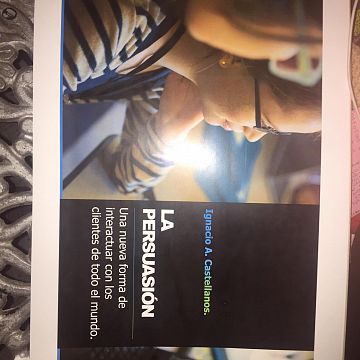 Ignacio A. Castellanos.
LA
PERSUASIÓN
Una nueva forma de
interactuar con los
clientes de todo el mundo.